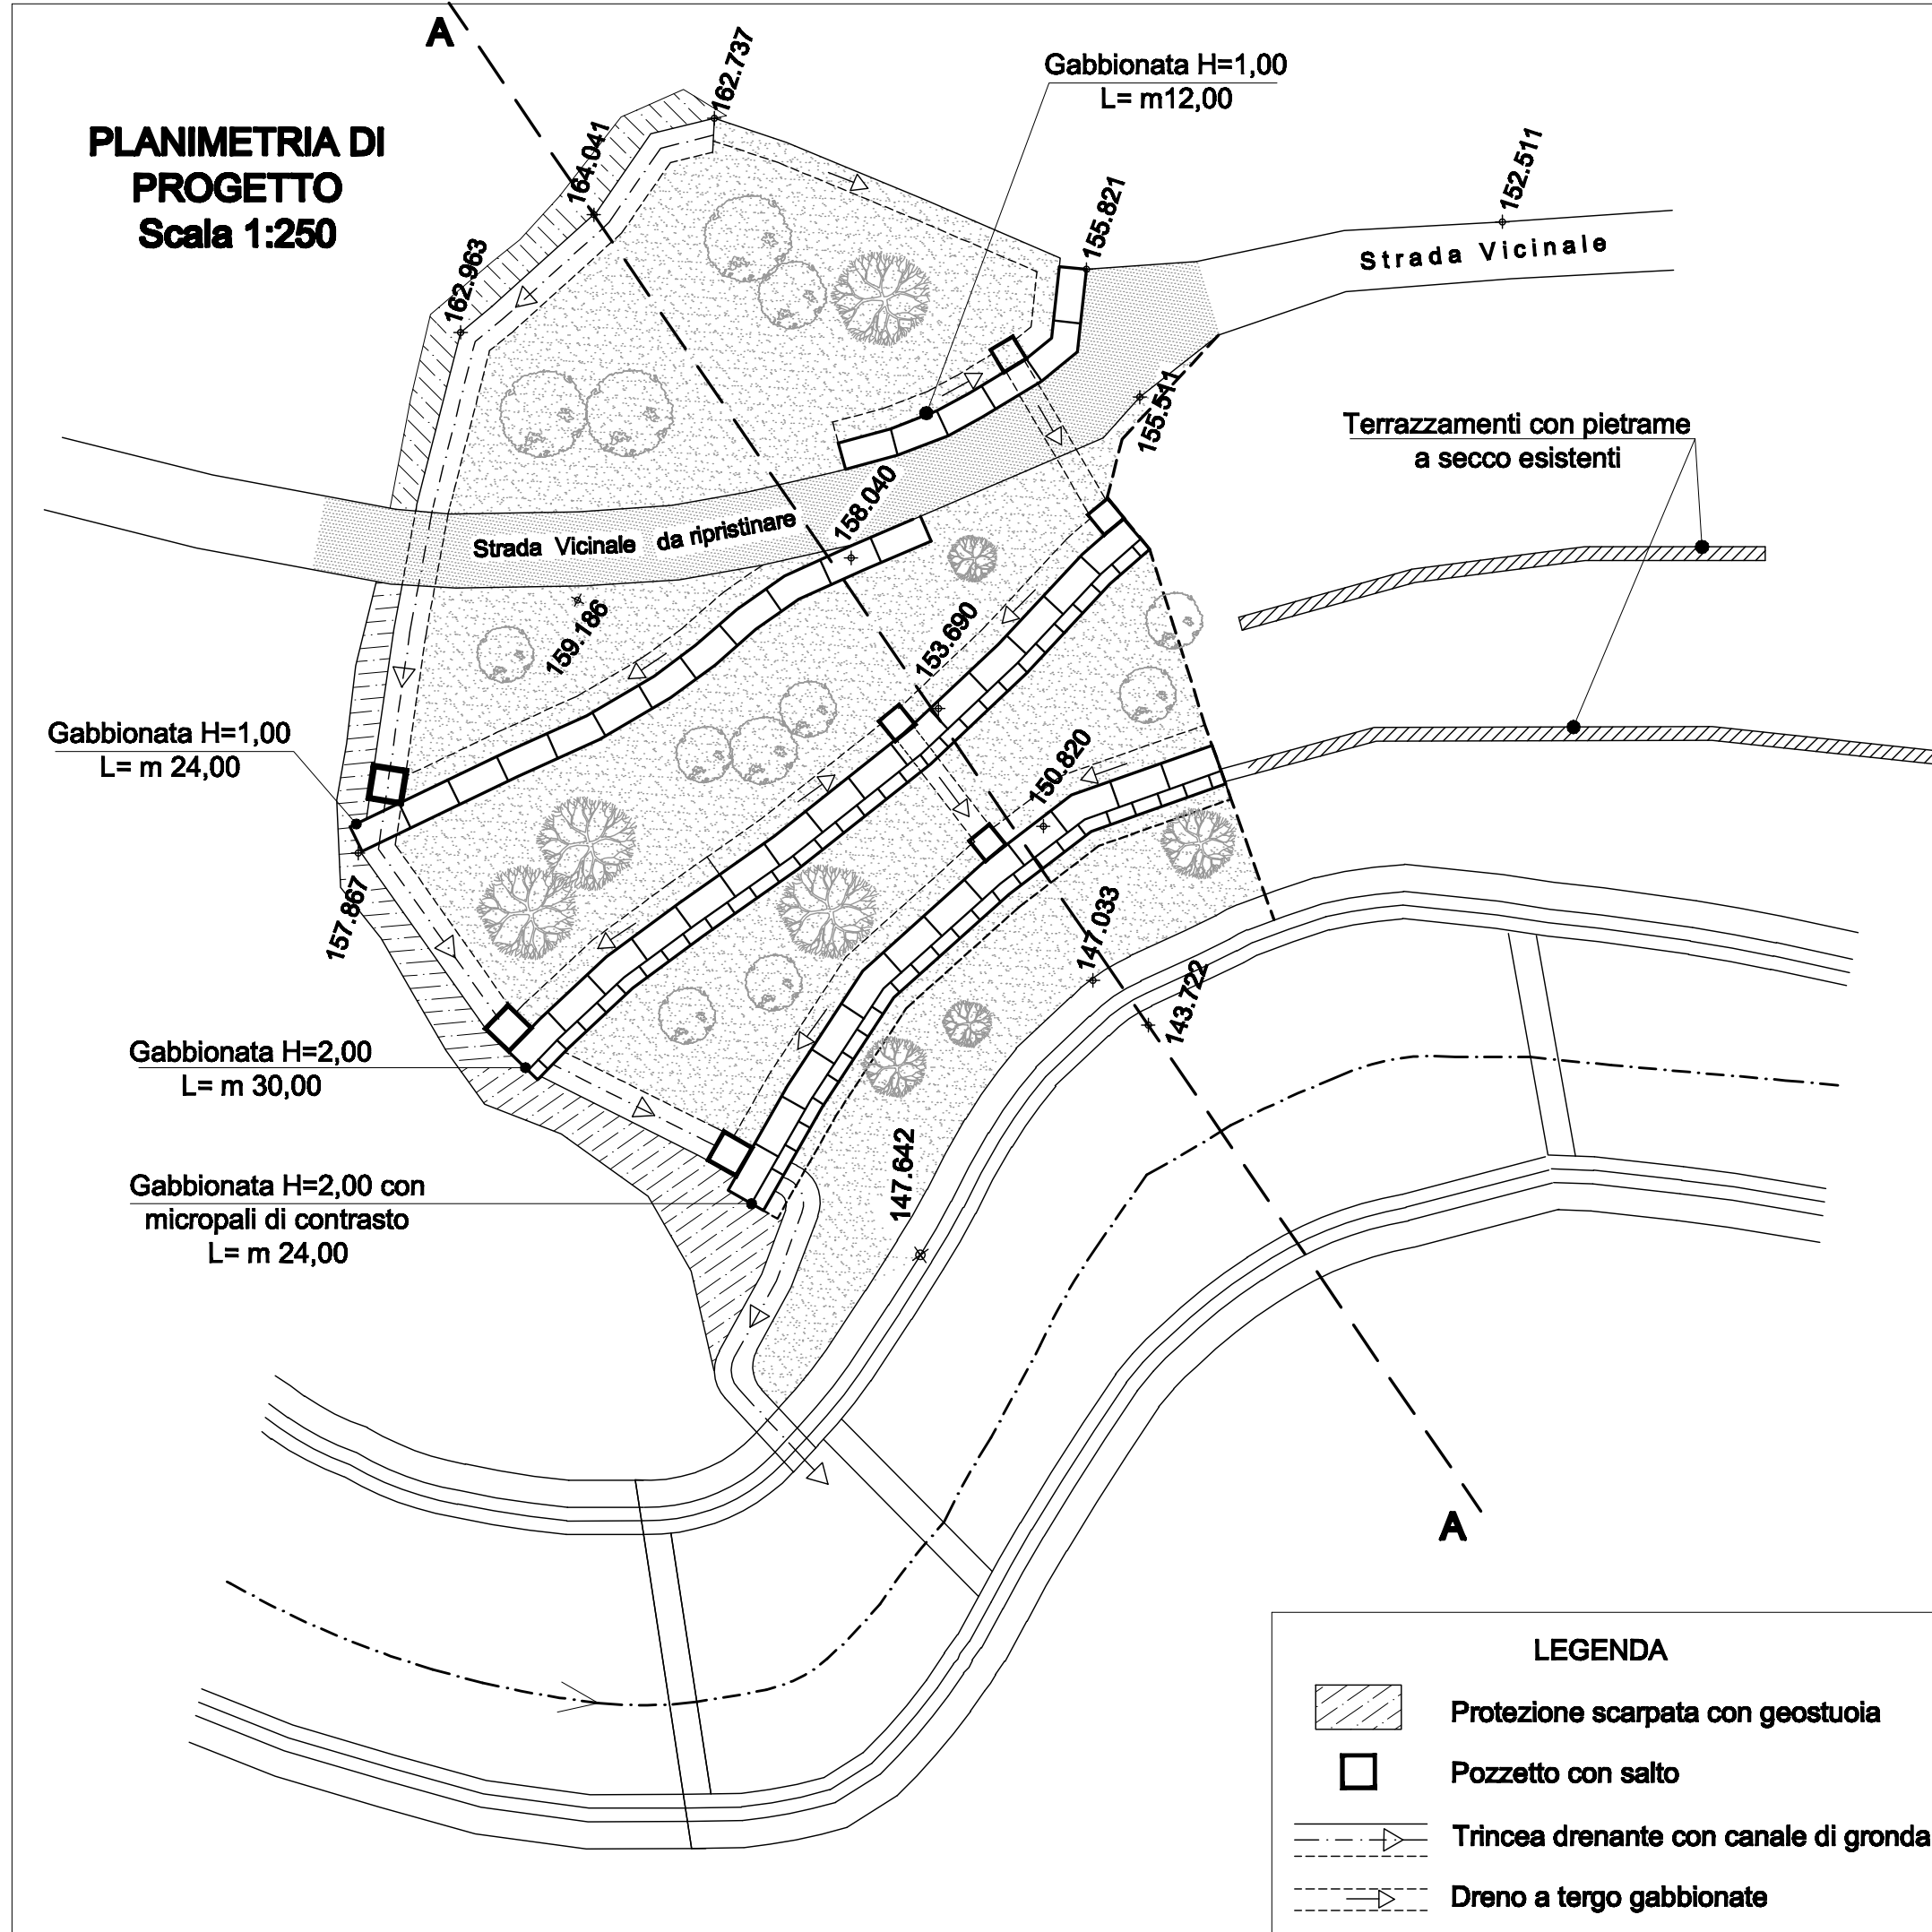 A
162.737
Gabbionata H=1,00
L= m12,00
PLANIMETRIA DI
PROGETTO
Scala 1:250
164.041
152.511
155.821
162.963
Strada Vicinale
155.511
Terrazzamenti con pietrame
a secco esistenti
158.040
Strada Vicinale da ripristinare
159.186
153.690
Gabbionata H=1,00
L= m 24,00
150.820
157.867
147.033
143.722
Gabbionata H=2,00
L= m 30,00
147.642
Gabbionata H=2,00 con
micropali di contrasto
L= m 24,00
A
LEGENDA
Protezione scarpata con geostuoia
Pozzetto con salto
Trincea drenante con canale di gronda
Dreno a tergo gabbionate